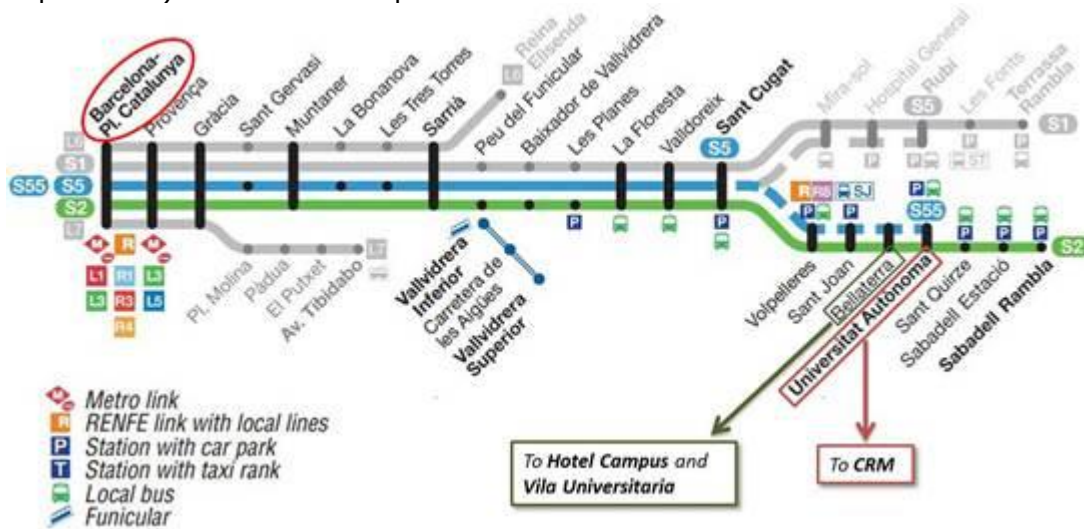 Barcelona-
Pl. Catalunya
Provença
Gràcia
Sant Gervasi
Muntaner
La Bonanova
Les Tres Torres
Sarrià
Reina
Elisenda
L6
Peu del Funicular
Baixador de Vallvidrera
Les Planes
La Floresta
Valldoreix
Sant Cugat
S5
Mira-sol
Hospital General
Rubí
S5
Les Fonts
Terrassa
Rambla
S1
L6
S1
S55
S5
S2
L7
M
R
M
L1
R1
L3
L3
R3
L5
R4
Pl. Molina
Pàdua
El Putxet
Av. Tibidabo
L7
Vallvidrera
Inferior
Carretera de
les Aigües
Vallvidrera
Superior
P
P
P
P
P
ST
P
R
R8
SJ
P
P
P
S55
P
P
P
S2
Volpelleres
Sant Joan
Bellaterra
Universitat Autònoma
Sant Quirze
Sabadell Estació
Sabadell Rambla
M Metro link
R RENFE link with local lines
P Station with car park
T Station with taxi rank
Local bus
Funicular
To Hotel Campus and
Vila Universitaria
To CRM